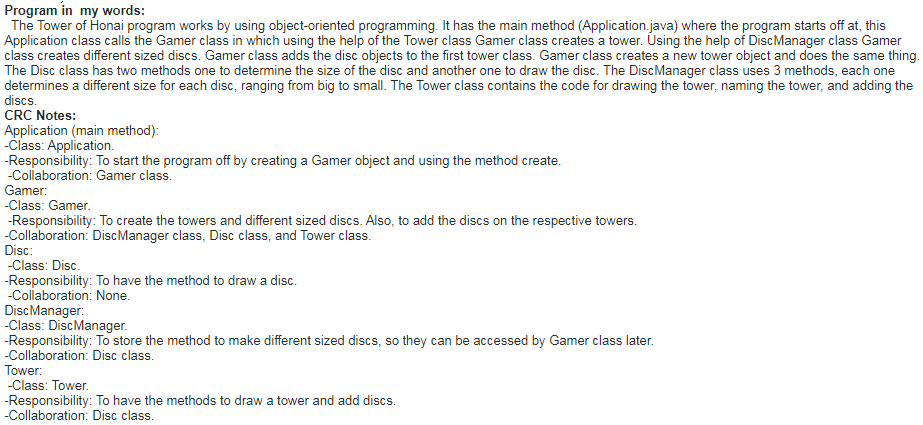 Program in my words:
The Tower of Honai program works by using object-oriented programming. It has the main method (Application.java) where the program starts off at, this
Application class calls the Gamer class in which using the help of the Tower class Gamer class creates a tower. Using the help of DiscManager class Gamer
class creates different sized discs. Gamer class adds the disc objects to the first tower class. Gamer class creates a new tower object and does the same thing.
The Disc class has two methods one to determine the size of the disc and another one to draw the disc. The DiscManager class uses 3 methods, each one
determines a different size for each disc, ranging from big to small. The Tower class contains the code for drawing the tower, naming the tower, and adding the
discs.
CRC Notes:
Application (main method):
-Class: Application.
-Responsibility: To start the program off by creating a Gamer object and using the method create.
-Collaboration: Gamer class.
Gamer:
-Class: Gamer.
-Responsibility: To create the towers and different sized discs. Also, to add the discs on the respective towers.
-Collaboration: DiscManager class, Disc class, and Tower class.
Disc:
-Class: Disc.
-Responsibility: To have the method to draw a disc.
-Collaboration: None.
DiscManager:
-Class: DiscManager.
-Responsibility: To store the method to make different sized discs, so they can be accessed by Gamer class later.
-Collaboration: Disc class.
Tower:
-Class: Tower.
-Responsibility: To have the methods to draw a tower and add discs.
-Collaboration: Disc class.